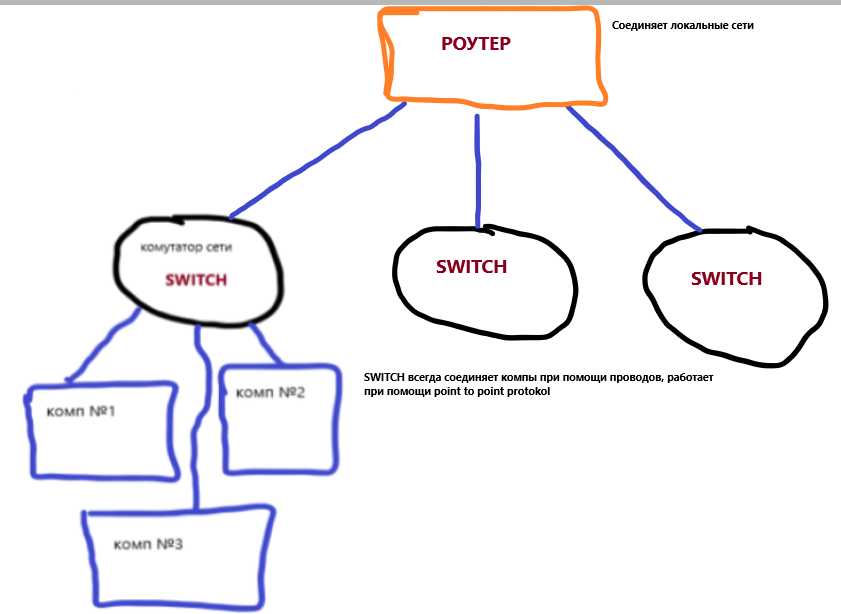 Соединяет локальные сети
РОУТЕР
комутатор сети
SWITCH
SWITCH
SWITCH
SWITCH всегда соединяет компы при помощи проводов, работает
при помощи point to point protokol
комп №1
комп №2
комп №3